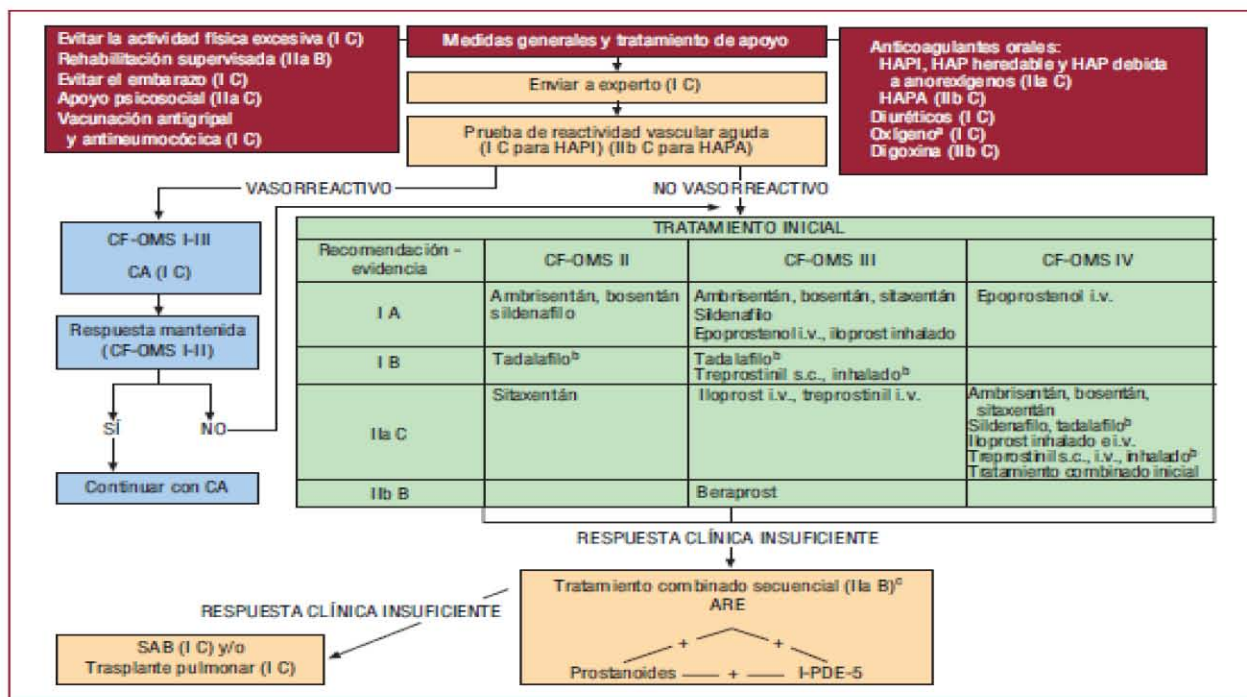 Evitar la actividad física excesiva (I C)
Rehabilitación supervisada (IIa B)
Evitar el embarazo (I C)
Apoyo psicosocial (IIa C)
Vacunación antigripal
y antineumocócica (I C)
Medidas generales y tratamiento de apoyo
Enviar a experto (I C)
Prueba de reactividad vascular aguda
(I C para HAPI) (IIb C para HAPA)
Anticoagulantes orales:
HAPI, HAP heredable y HAP debida
a anorexígenos (IIa C)
HAPA (IIb C)
Diuréticos (I C)
Oxígenoª (I C)
Digoxina (IIb C)
VASORREACTIVO
NO VASORREACTIVO
CF-OMS I-III
CA (I C)
Respuesta mantenida
(CF-OMS I-II)
SÍ
NO
Continuar con CA
TRATAMIENTO INICIAL
Recomendación -
evidencia
CF-OMS II
CF-OMS III
CF-OMS IV
I A
Ambrisentán, bosentán
sildenafilo
Ambrisentán, bosentán, sitaxentán
Sildenafilo
Epoprostenol i.v., iloprost inhalado
Epoprostenol i.v.
I B
Tadalafiloᵇ
Tadalafiloᵇ
Treprostinil s.c., inhaladoᵇ
IIa C
Sitaxentán
Iloprost i.v., treprostinil i.v.
Ambrisentán, bosentán,
sitaxentán
Sildenafilo, tadalafiloᵇ
Iloprost inhalado e i.v.
Treprostinil s.c., i.v., inhaladoᵇ
Tratamiento combinado inicial
IIb B
Beraprost
RESPUESTA CLÍNICA INSUFICIENTE
Tratamiento combinado secuencial (IIa B)ᶜ
ARE
+ +
Prostanoides + I-PDE-5
RESPUESTA CLÍNICA INSUFICIENTE
SAB (I C) y/o
Trasplante pulmonar (I C)